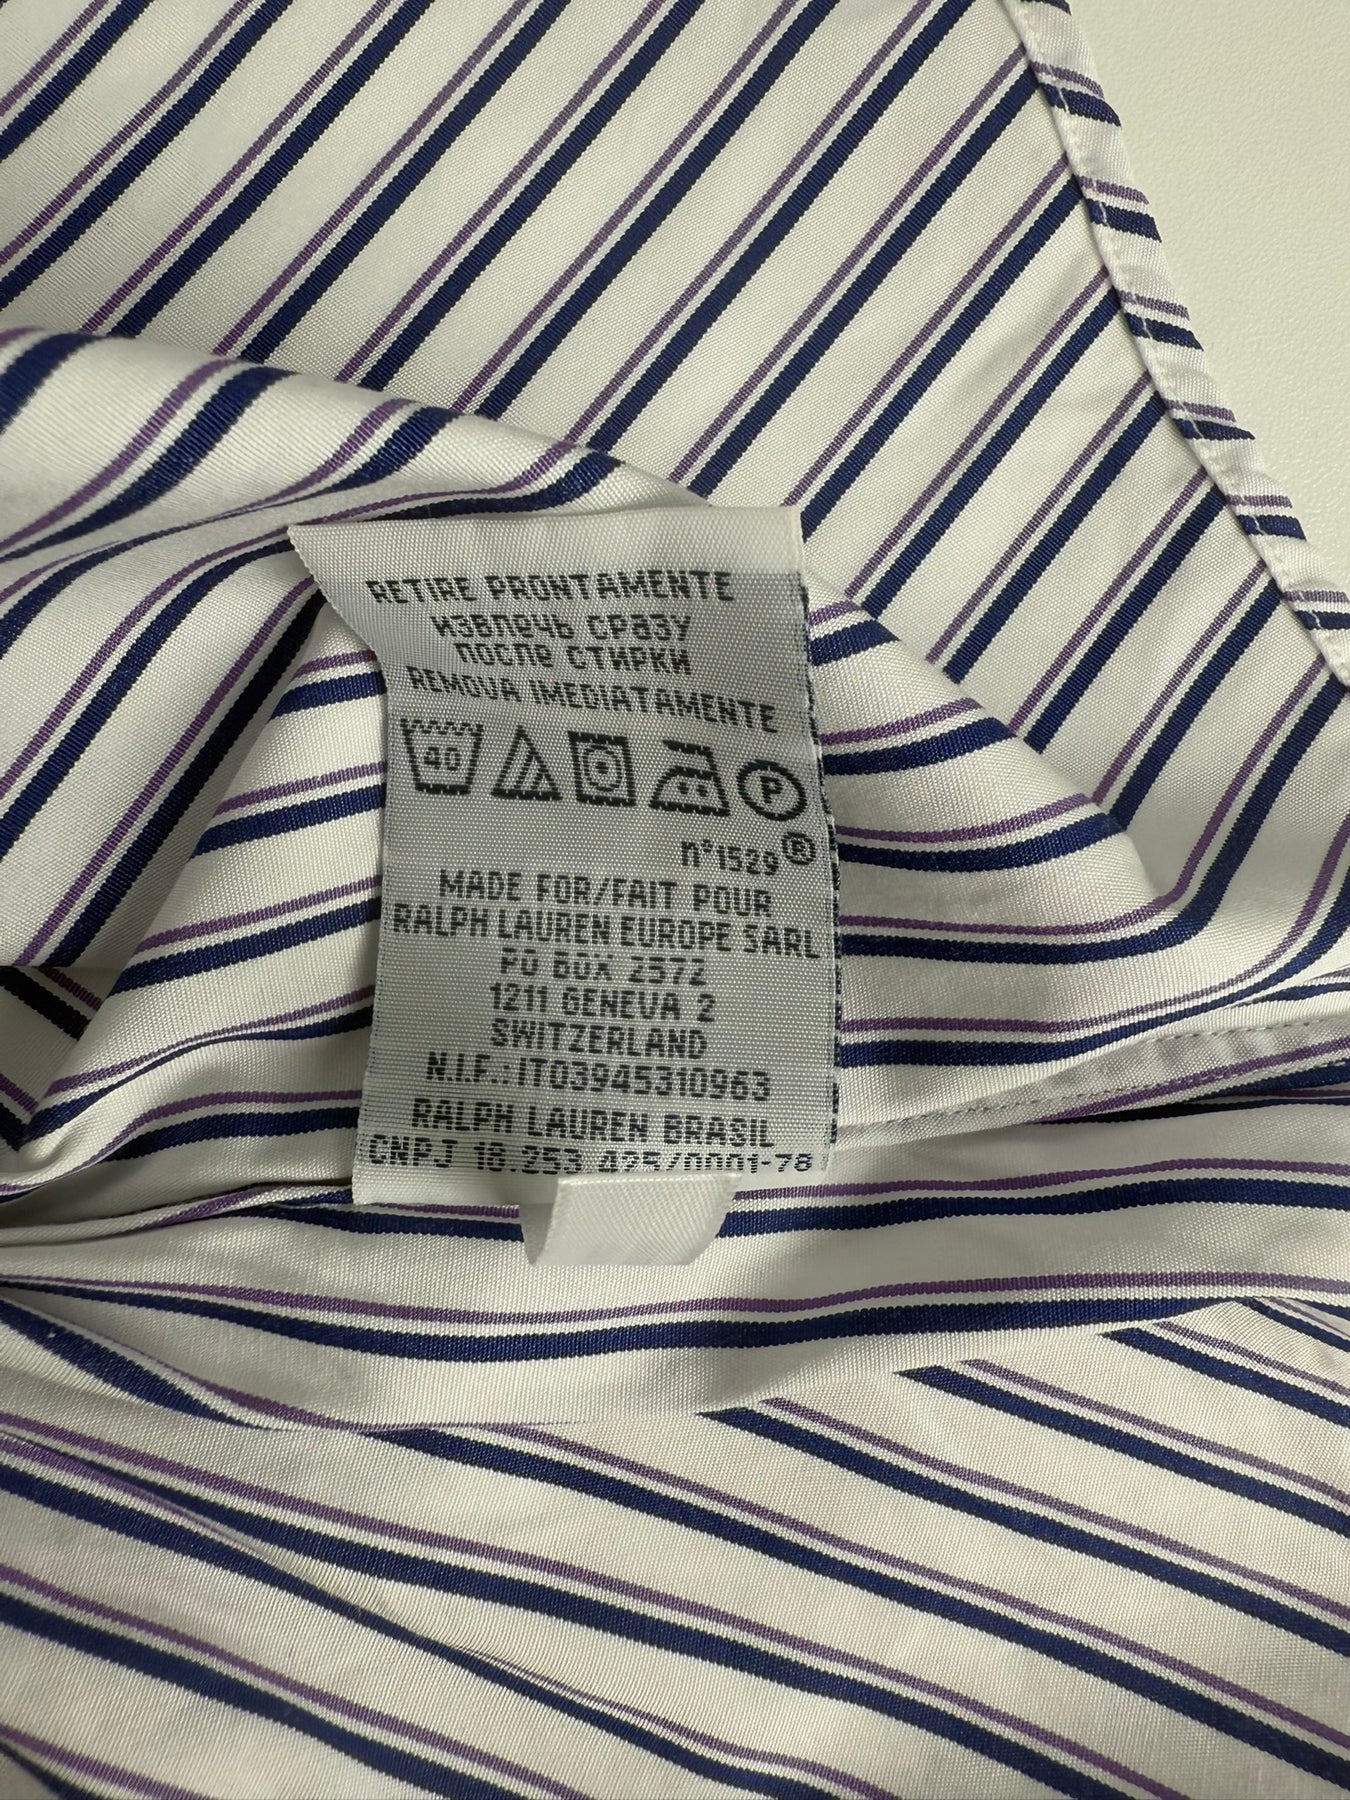 RETIRE PRONTAMENTE
извлечь сразу
после стирки
REMOVA IMEDIATAMENTE
40 P
n°1529®
MADE FOR/FAIT POUR
RALPH LAUREN EUROPE SARL
PO BOX 2572
1211 GENEVA 2
SWITZERLAND
N.I.F.: IT03945310963
RALPH LAUREN BRASIL
CNPJ 18.253 425/0001-78